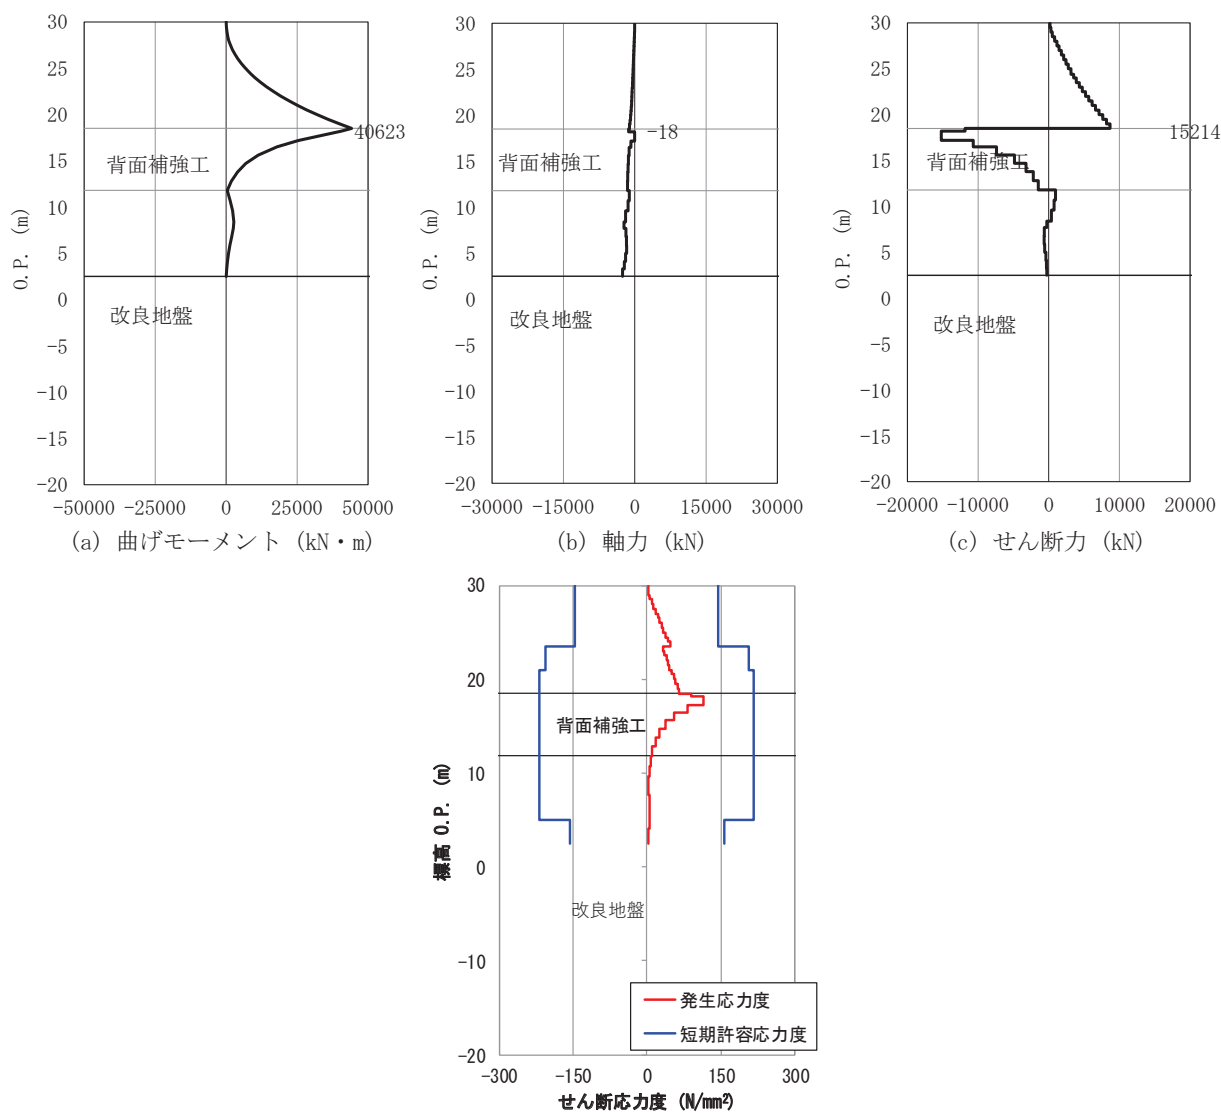 30
25
20
15
10
5
0
-5
-10
-15
-20
O.P. (m)
40623
背面補強工
改良地盤
-50000 -25000 0 25000 50000
(a) 曲げモーメント (kN・m)
30
25
20
15
10
5
0
-5
-10
-15
-20
O.P. (m)
-18
背面補強工
改良地盤
-30000 -15000 0 15000 30000
(b) 軸力 (kN)
30
25
20
15
10
5
0
-5
-10
-15
-20
O.P. (m)
15214
背面補強工
改良地盤
-20000 -10000 0 10000 20000
(c) せん断力 (kN)
30
20
10
0
-10
-20
標高 O.P. (m)
背面補強工
改良地盤
発生応力度
短期許容応力度
-300 -150 0 150 300
せん断応力度 (N/mm²)